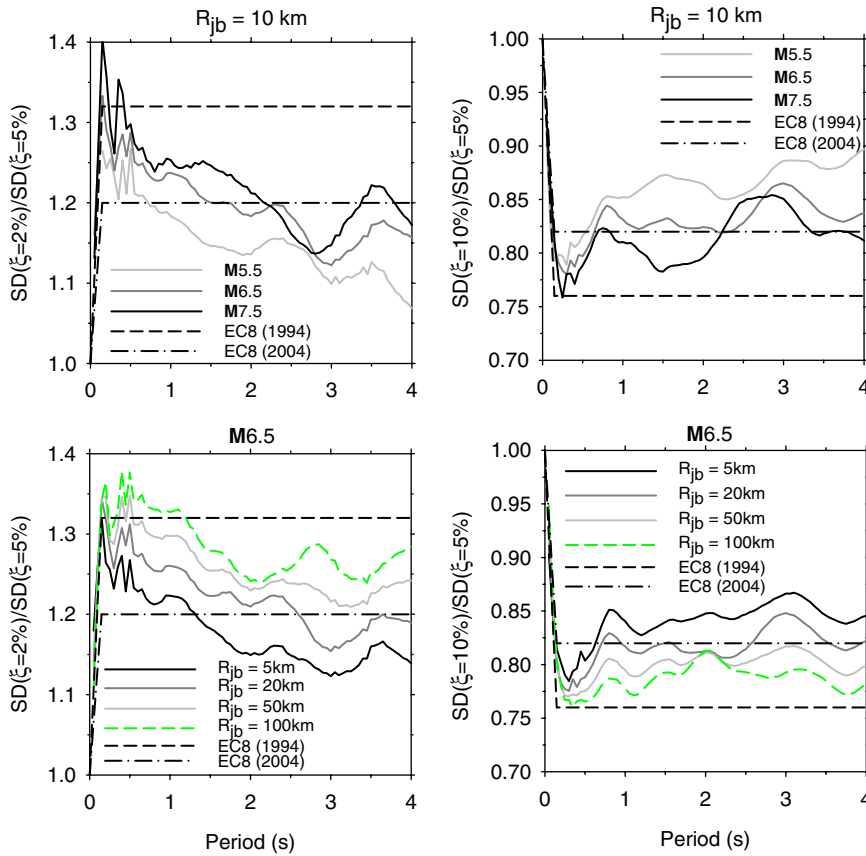 R_jb = 10 km
SD(ξ=2%)/SD(ξ=5%)
1.4
1.3
1.2
1.1
1.0
M5.5
M6.5
M7.5
EC8 (1994)
EC8 (2004)
0
1
2
3
4
R_jb = 10 km
SD(ξ=10%)/SD(ξ=5%)
1.00
0.95
0.90
0.85
0.80
0.75
0.70
M5.5
M6.5
M7.5
EC8 (1994)
EC8 (2004)
0
1
2
3
4
M6.5
SD(ξ=2%)/SD(ξ=5%)
1.4
1.3
1.2
1.1
1.0
R_jb = 5km
R_jb = 20km
R_jb = 50km
R_jb = 100km
EC8 (1994)
EC8 (2004)
0
1
2
3
4
Period (s)
M6.5
SD(ξ=10%)/SD(ξ=5%)
1.00
0.95
0.90
0.85
0.80
0.75
0.70
R_jb = 5km
R_jb = 20km
R_jb = 50km
R_jb = 100km
EC8 (1994)
EC8 (2004)
0
1
2
3
4
Period (s)